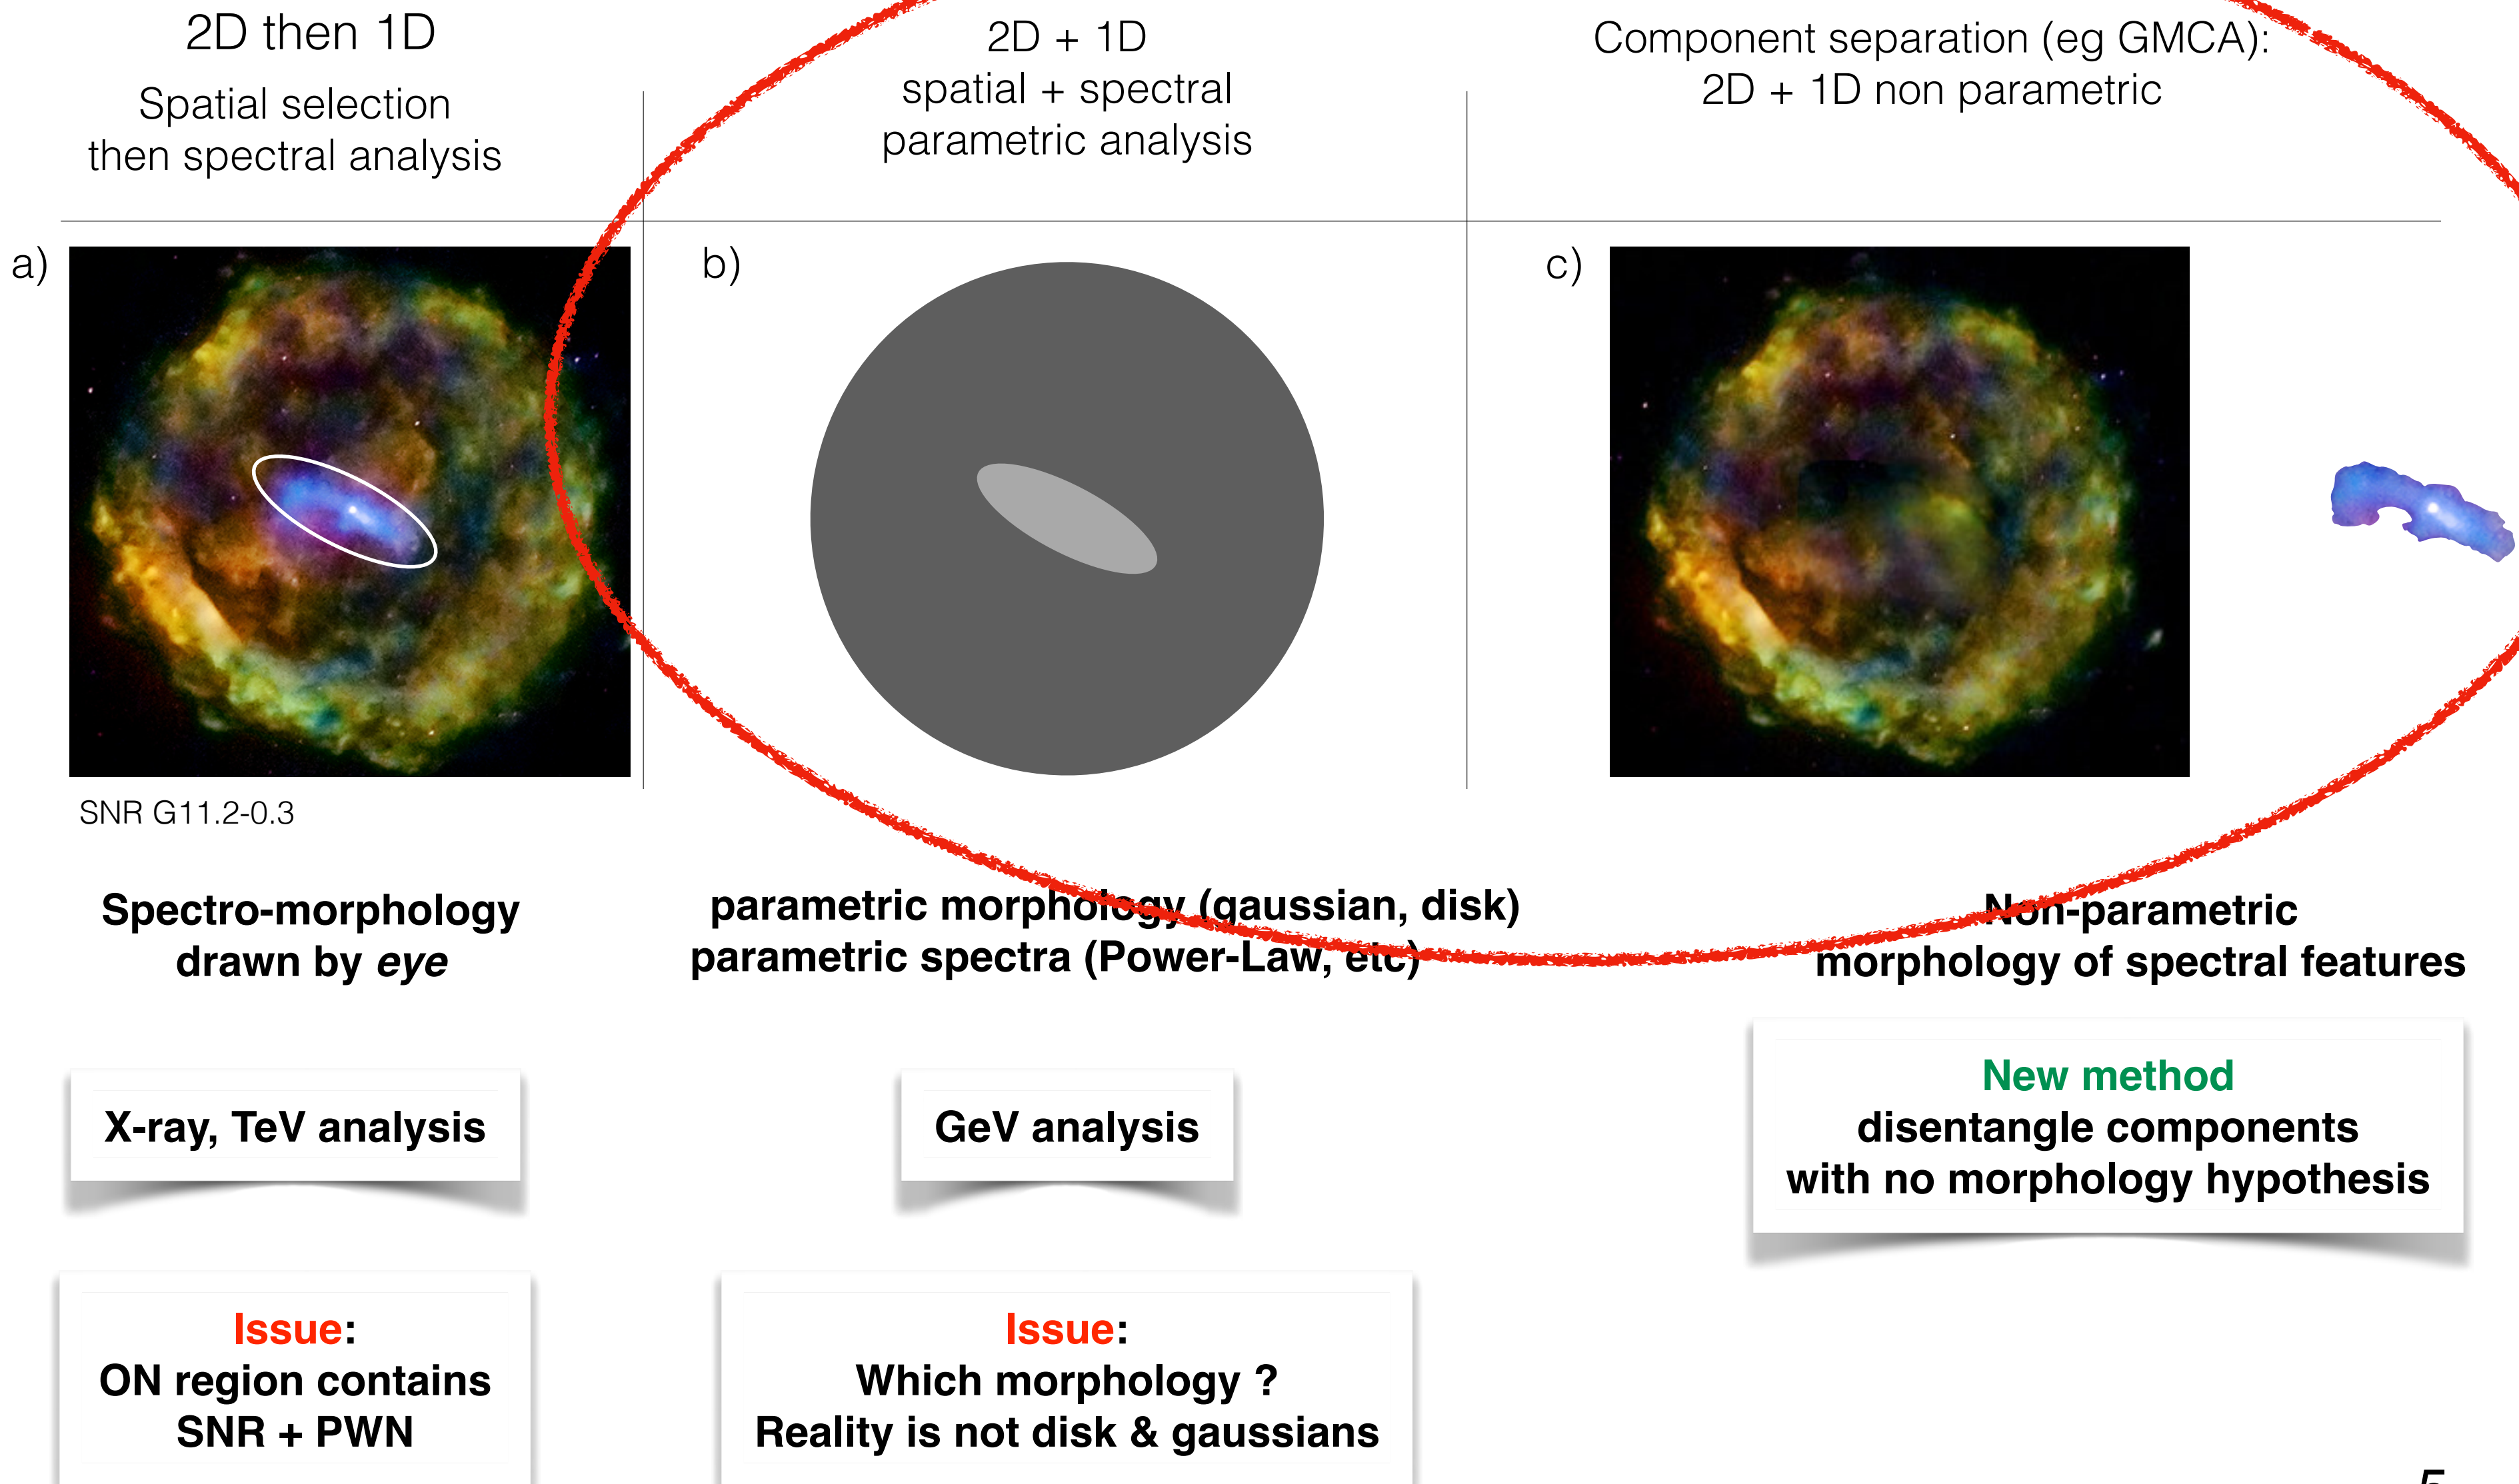 2D then 1D
Spatial selection
then spectral analysis
2D + 1D
spatial + spectral
parametric analysis
Component separation (eg GMCA):
2D + 1D non parametric
a)
b)
c)
SNR G11.2-0.3
Spectro-morphology
drawn by eye
parametric morphology (gaussian, disk)
parametric spectra (Power-Law, etc)
Non-parametric
morphology of spectral features
X-ray, TeV analysis
GeV analysis
New method
disentangle components
with no morphology hypothesis
Issue:
ON region contains
SNR + PWN
Issue:
Which morphology ?
Reality is not disk & gaussians